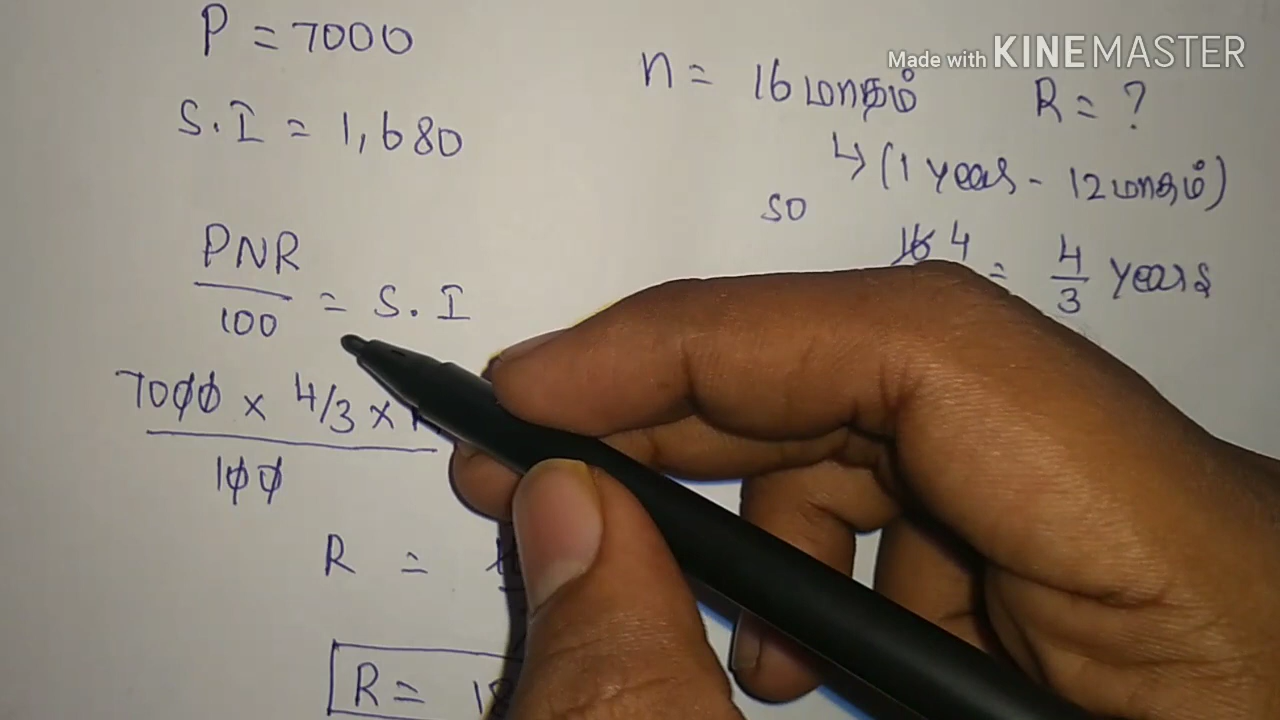 P = 7000
S.I = 1,680
n = 16 மாதம்
R = ?
↳ (1 years - 12 மாதம்)
so
16 4 = 4/3 years
PNR/100 = S.I
7000 × 4/3 ×
100
R =
R =
Made with KINEMASTER